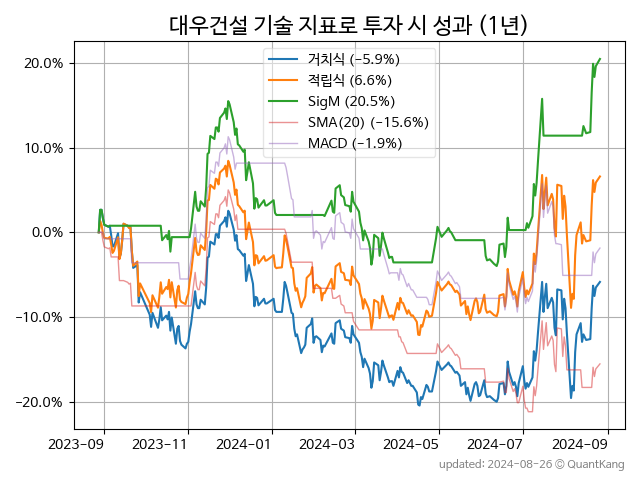 대우건설 기술 지표로 투자 시 성과 (1년)
거치식 (−5.9%)
적립식 (6.6%)
SigM (20.5%)
SMA(20) (−15.6%)
MACD (−1.9%)
20.0%
10.0%
0.0%
−10.0%
−20.0%
2023-09 2023-11 2024-01 2024-03 2024-05 2024-07 2024-09
updated: 2024-08-26 © QuantKang